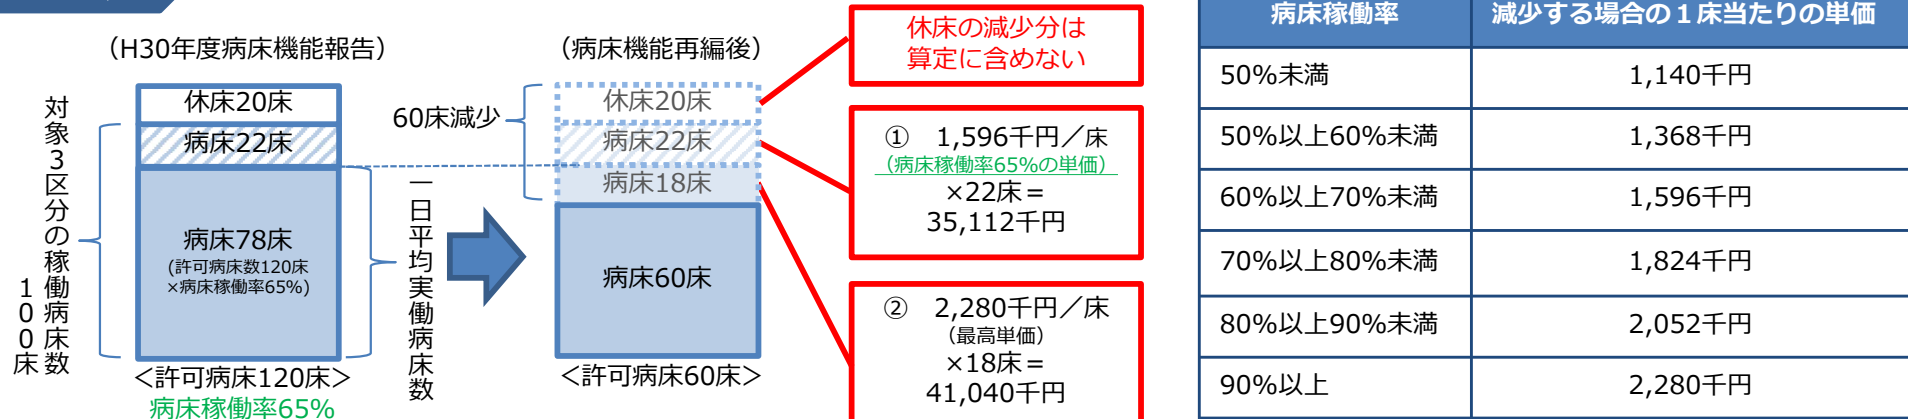 （H30年度病床機能報告）
休床20床
病床22床
病床78床
(許可病床数120床
×病床稼働率65%)
対象３区分の稼働病床数
１００床
一日平均実働病床数
＜許可病床120床＞
病床稼働率65%
（病床機能再編後）
60床減少
休床20床
病床22床
病床18床
病床60床
＜許可病床60床＞
休床の減少分は
算定に含めない
①　1,596千円／床
（病床稼働率65%の単価）
×22床＝
35,112千円
②　2,280千円／床
（最高単価）
×18床＝
41,040千円
病床稼働率　減少する場合の１床当たりの単価
50%未満　1,140千円
50%以上60%未満　1,368千円
60%以上70%未満　1,596千円
70%以上80%未満　1,824千円
80%以上90%未満　2,052千円
90%以上　2,280千円